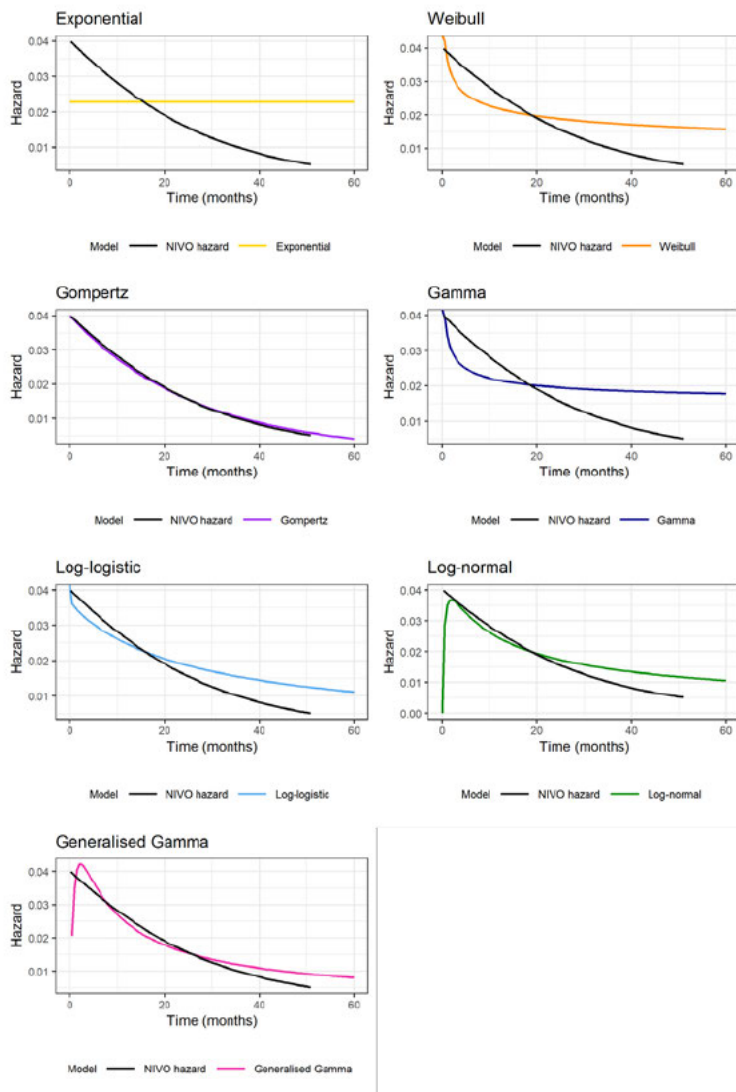 Exponential
Hazard
0.04
0.03
0.02
0.01
0
20
40
60
Time (months)
Model NIVO hazard Exponential
Weibull
Hazard
0.04
0.03
0.02
0.01
0
20
40
60
Time (months)
Model NIVO hazard Weibull
Gompertz
Hazard
0.04
0.03
0.02
0.01
0
20
40
60
Time (months)
Model NIVO hazard Gompertz
Gamma
Hazard
0.04
0.03
0.02
0.01
0
20
40
60
Time (months)
Model NIVO hazard Gamma
Log-logistic
Hazard
0.04
0.03
0.02
0.01
0
20
40
60
Time (months)
Model NIVO hazard Log-logistic
Log-normal
Hazard
0.04
0.03
0.02
0.01
0.00
0
20
40
60
Time (months)
Model NIVO hazard Log-normal
Generalised Gamma
Hazard
0.04
0.03
0.02
0.01
0
20
40
60
Time (months)
Model NIVO hazard Generalised Gamma